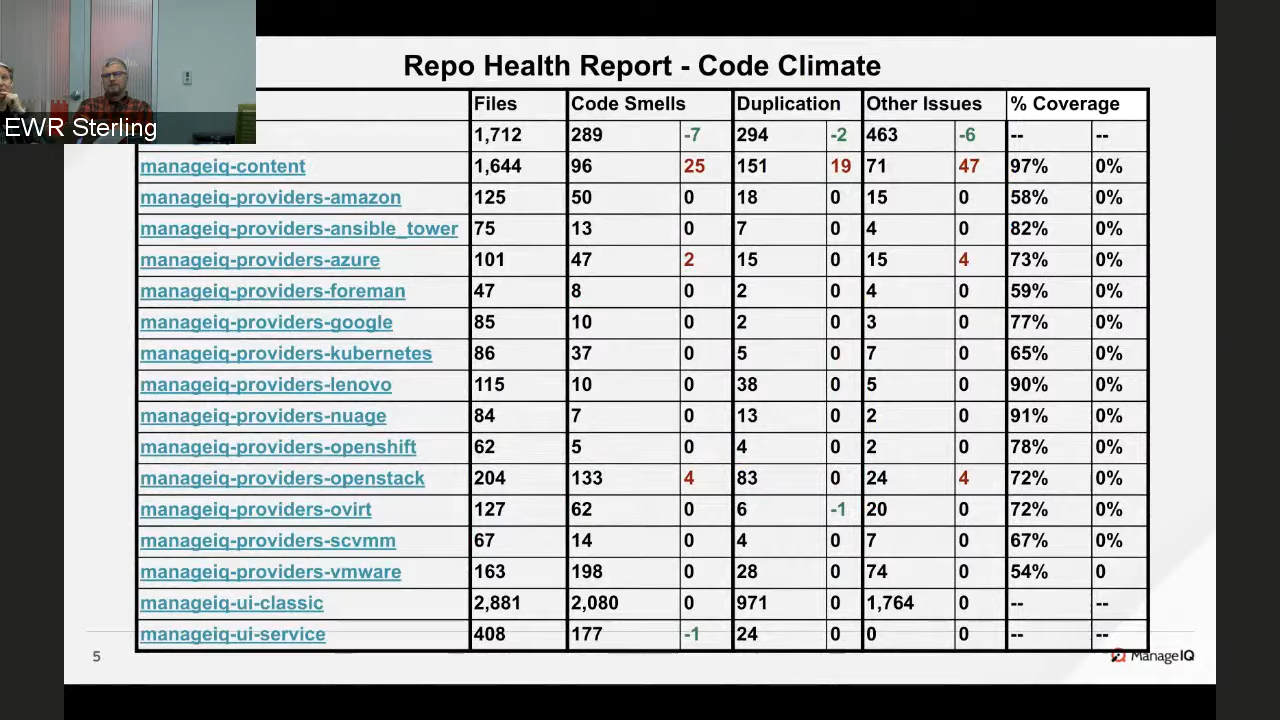 Repo Health Report - Code Climate
EWR Sterling
Files Code Smells Duplication Other Issues % Coverage
1,712 289 -7 294 -2 463 -6 -- --
manageiq-content 1,644 96 25 151 19 71 47 97% 0%
manageiq-providers-amazon 125 50 0 18 0 15 0 58% 0%
manageiq-providers-ansible_tower 75 13 0 7 0 4 0 82% 0%
manageiq-providers-azure 101 47 2 15 0 15 4 73% 0%
manageiq-providers-foreman 47 8 0 2 0 4 0 59% 0%
manageiq-providers-google 85 10 0 2 0 3 0 77% 0%
manageiq-providers-kubernetes 86 37 0 5 0 7 0 65% 0%
manageiq-providers-lenovo 115 10 0 38 0 5 0 90% 0%
manageiq-providers-nuage 84 7 0 13 0 2 0 91% 0%
manageiq-providers-openshift 62 5 0 4 0 2 0 78% 0%
manageiq-providers-openstack 204 133 4 83 0 24 4 72% 0%
manageiq-providers-ovirt 127 62 0 6 -1 20 0 72% 0%
manageiq-providers-scvmm 67 14 0 4 0 7 0 67% 0%
manageiq-providers-vmware 163 198 0 28 0 74 0 54% 0
manageiq-ui-classic 2,881 2,080 0 971 0 1,764 0 -- --
manageiq-ui-service 408 177 -1 24 0 0 0 -- --
5
ManageIQ